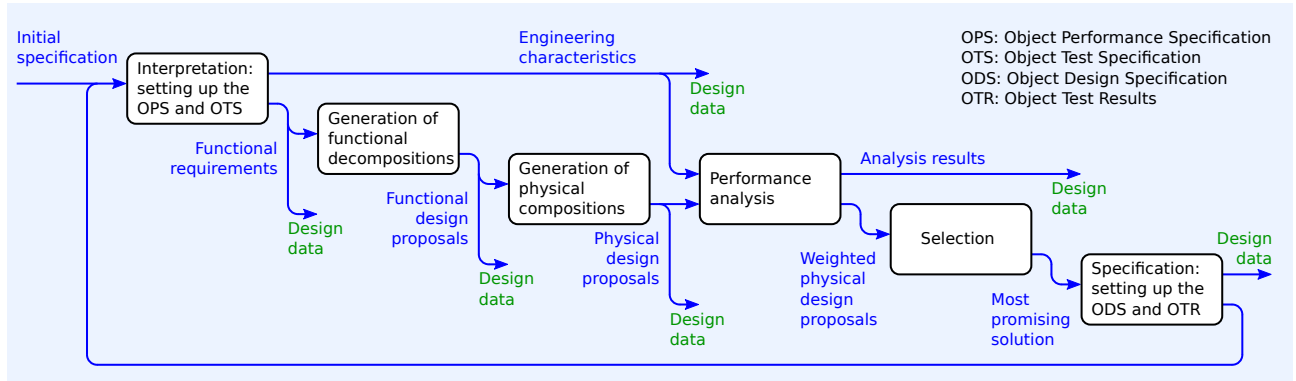 Initial
specification
Engineering
characteristics
OPS: Object Performance Specification
OTS: Object Test Specification
ODS: Object Design Specification
OTR: Object Test Results
Interpretation:
setting up the
OPS and OTS
Design
data
Functional
requirements
Generation of
functional
decompositions
Design
data
Functional
design
proposals
Generation of
physical
compositions
Design
data
Physical
design
proposals
Design
data
Performance
analysis
Analysis results
Design
data
Weighted
physical
design
proposals
Selection
Most
promising
solution
Specification:
setting up the
ODS and OTR
Design
data